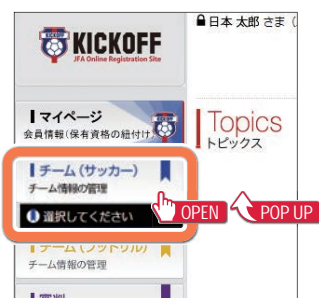 KICKOFF
JFA Online Registration Site
日本 太郎 さま（
マイページ
会員情報(保有資格の紐付け
Topics
トピックス
チーム（サッカー）
チーム情報の管理
選択してください
OPEN
POP UP
チーム（フットサル）
チーム情報の管理
審判